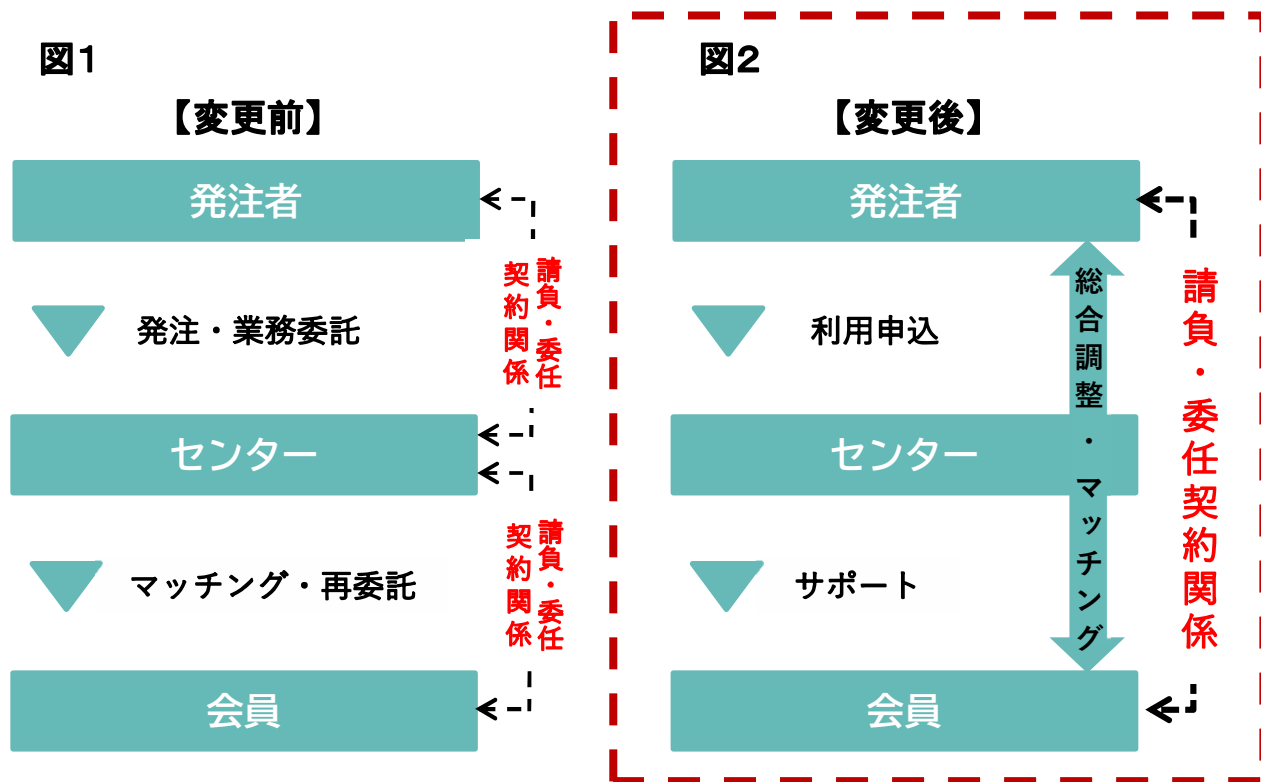 図1
【変更前】
発注者
発注・業務委託
請負・委任
契約関係
センター
マッチング・再委託
請負・委任
契約関係
会員
図2
【変更後】
発注者
利用申込
センター
サポート
会員
総合調整・マッチング
請負・委任契約関係